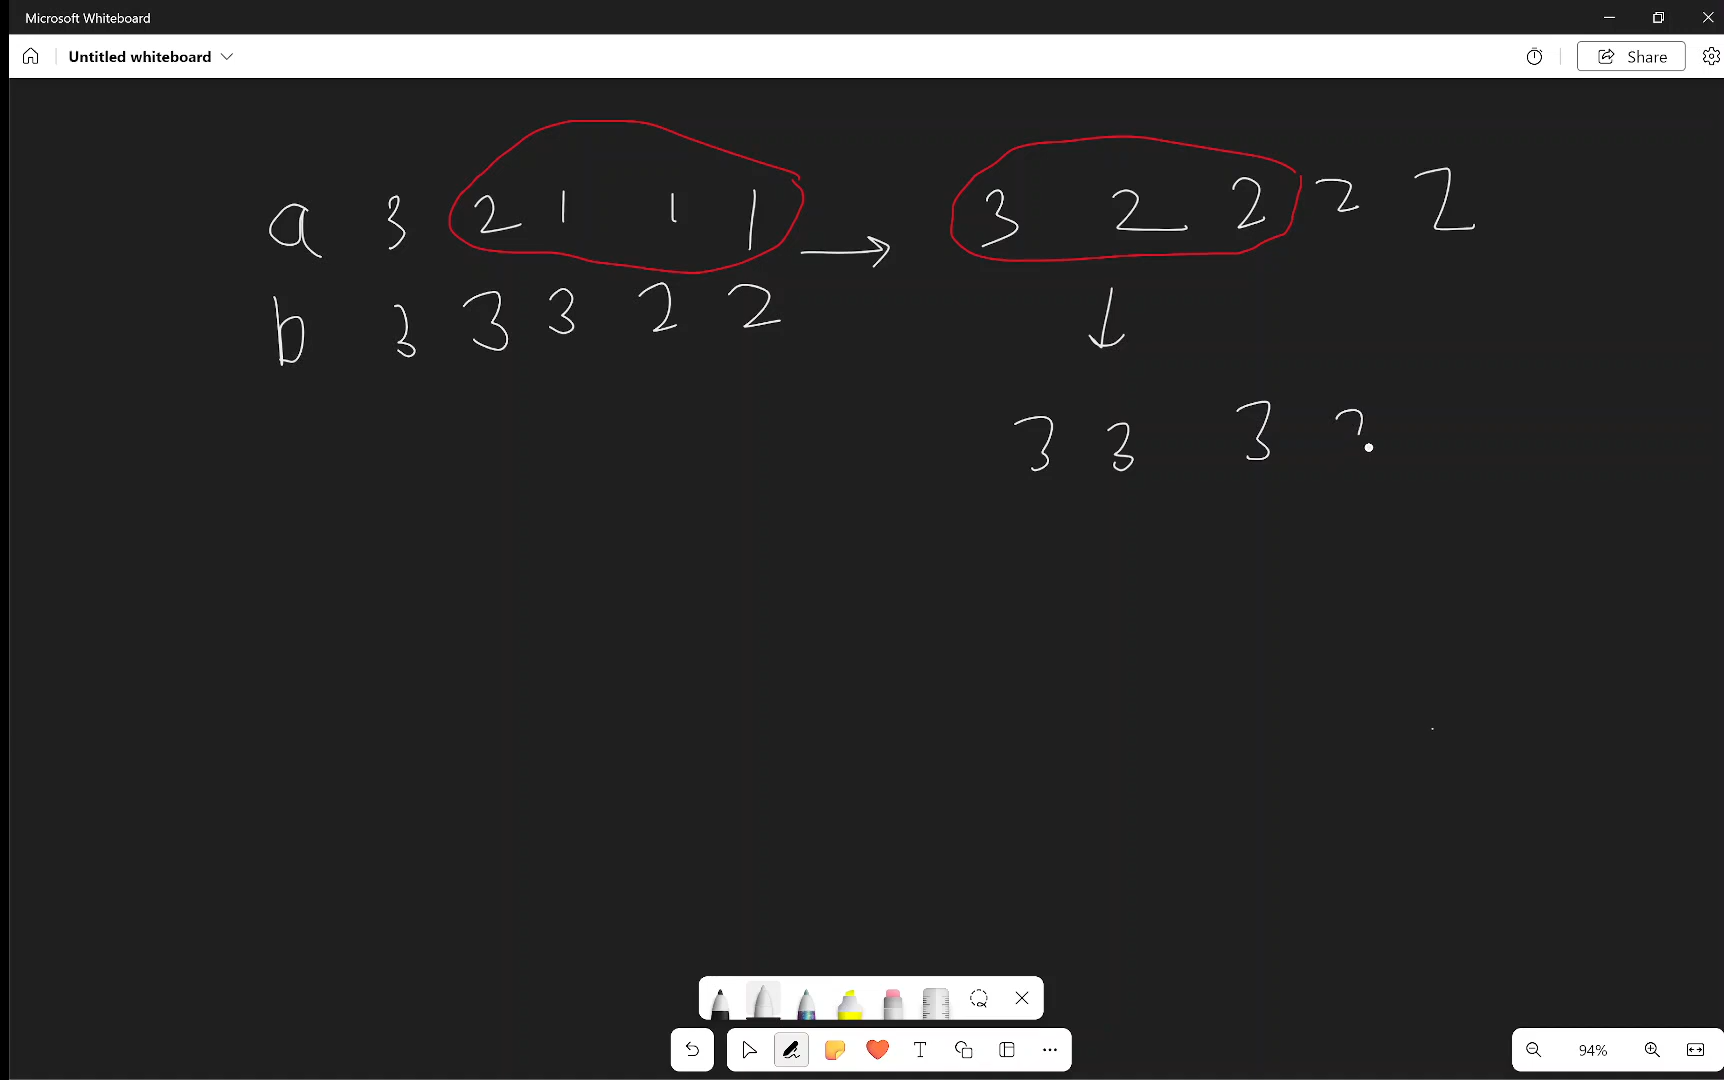 Microsoft Whiteboard
Untitled whiteboard
Share
a 3 2 1 1 1 → 3 2 2 2 2
b 3 3 3 2 2 ↓
3 3 3
94%